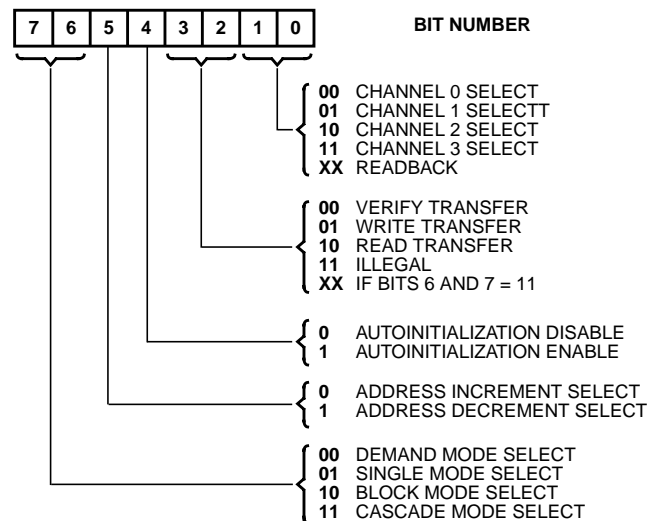 7 6 5 4 3 2 1 0 BIT NUMBER
00 CHANNEL 0 SELECT
01 CHANNEL 1 SELECTT
10 CHANNEL 2 SELECT
11 CHANNEL 3 SELECT
XX READBACK
00 VERIFY TRANSFER
01 WRITE TRANSFER
10 READ TRANSFER
11 ILLEGAL
XX IF BITS 6 AND 7 = 11
0 AUTOINITIALIZATION DISABLE
1 AUTOINITIALIZATION ENABLE
0 ADDRESS INCREMENT SELECT
1 ADDRESS DECREMENT SELECT
00 DEMAND MODE SELECT
01 SINGLE MODE SELECT
10 BLOCK MODE SELECT
11 CASCADE MODE SELECT